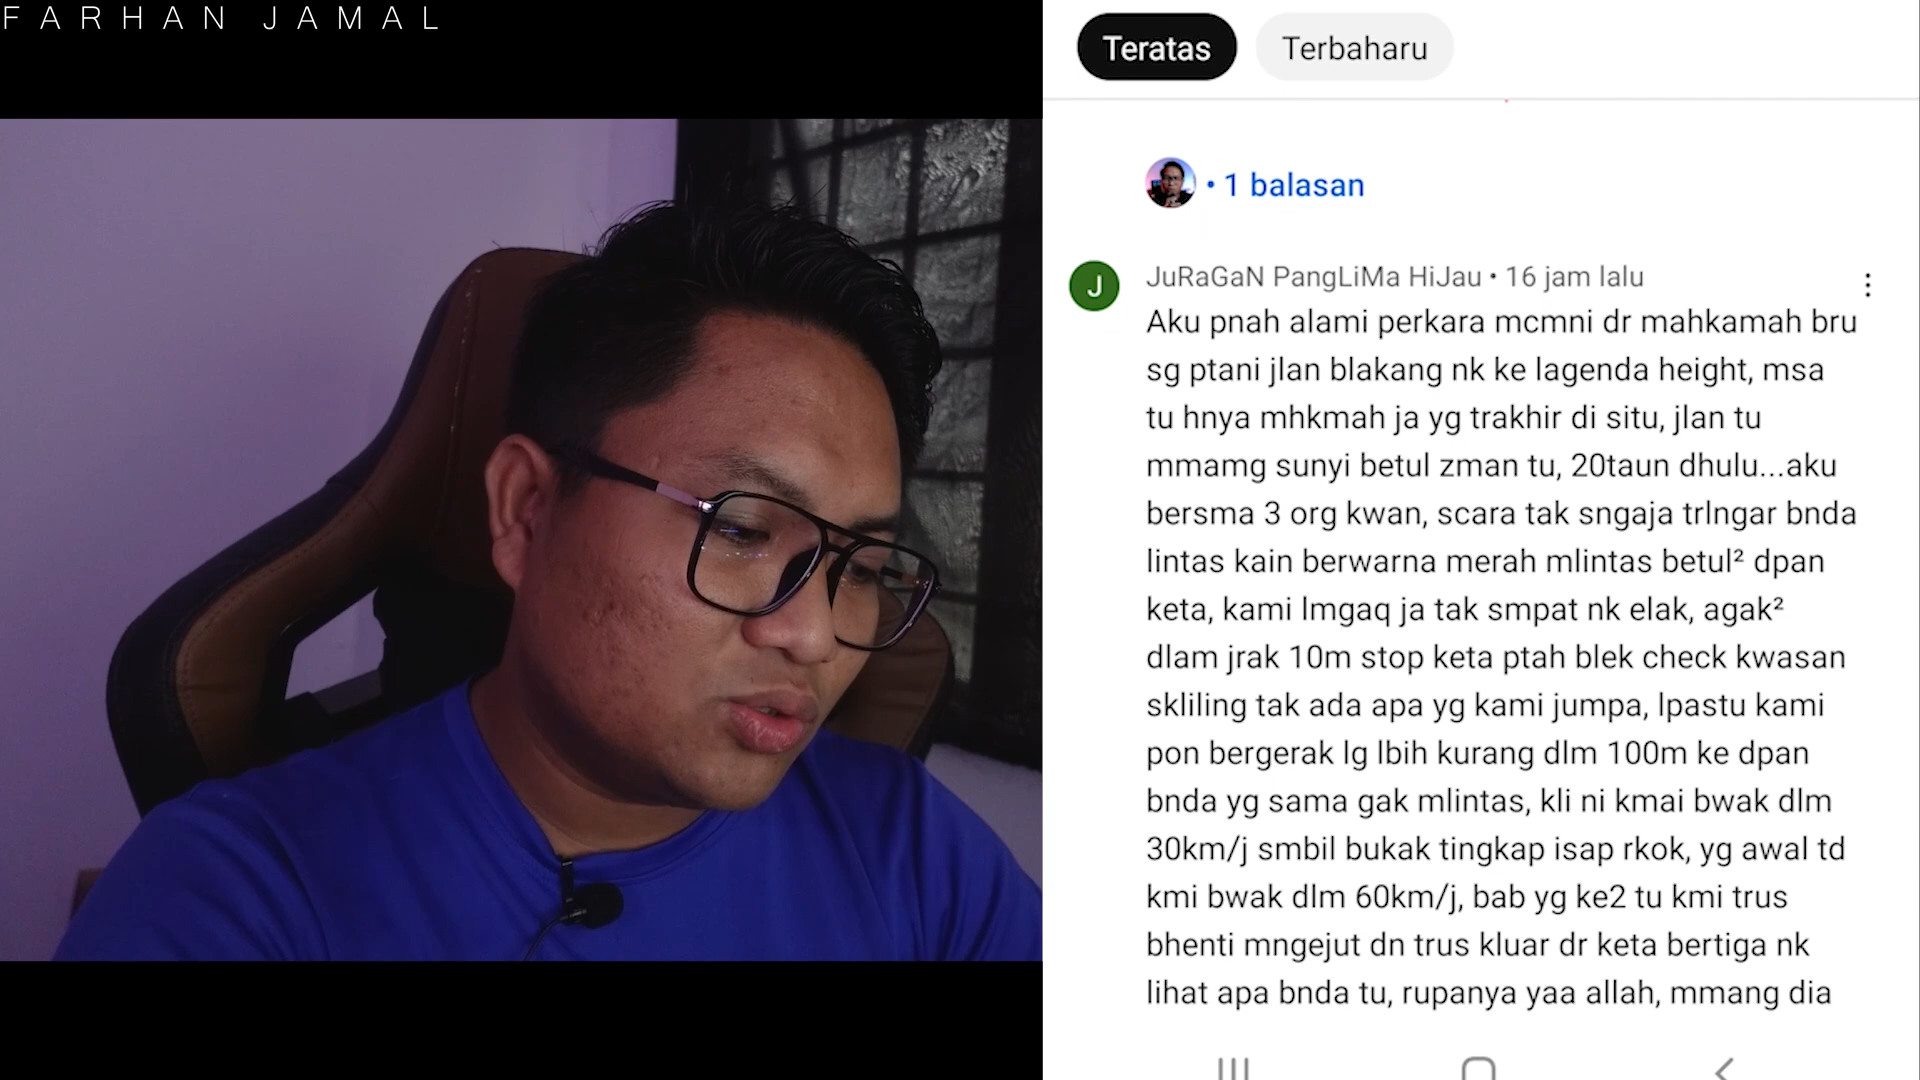 FARHAN JAMAL
Teratas
Terbaharu
• 1 balasan
J
JuRaGaN PangLiMa HiJau • 16 jam lalu
Aku pnah alami perkara mcmni dr mahkamah bru
sg ptani jlan blakang nk ke lagenda height, msa
tu hnya mhkmah ja yg trakhir di situ, jlan tu
mmamg sunyi betul zman tu, 20taun dhulu...aku
bersma 3 org kwan, scara tak sngaja trlngar bnda
lintas kain berwarna merah mlintas betul² dpan
keta, kami lmgaq ja tak smpat nk elak, agak²
dlam jrak 10m stop keta ptah blek check kwasan
skliling tak ada apa yg kami jumpa, lpastu kami
pon bergerak lg lbih kurang dlm 100m ke dpan
bnda yg sama gak mlintas, kli ni kmai bwak dlm
30km/j smbil bukak tingkap isap rkok, yg awal td
kmi bwak dlm 60km/j, bab yg ke2 tu kmi trus
bhenti mngejut dn trus kluar dr keta bertiga nk
lihat apa bnda tu, rupanya yaa allah, mmang dia